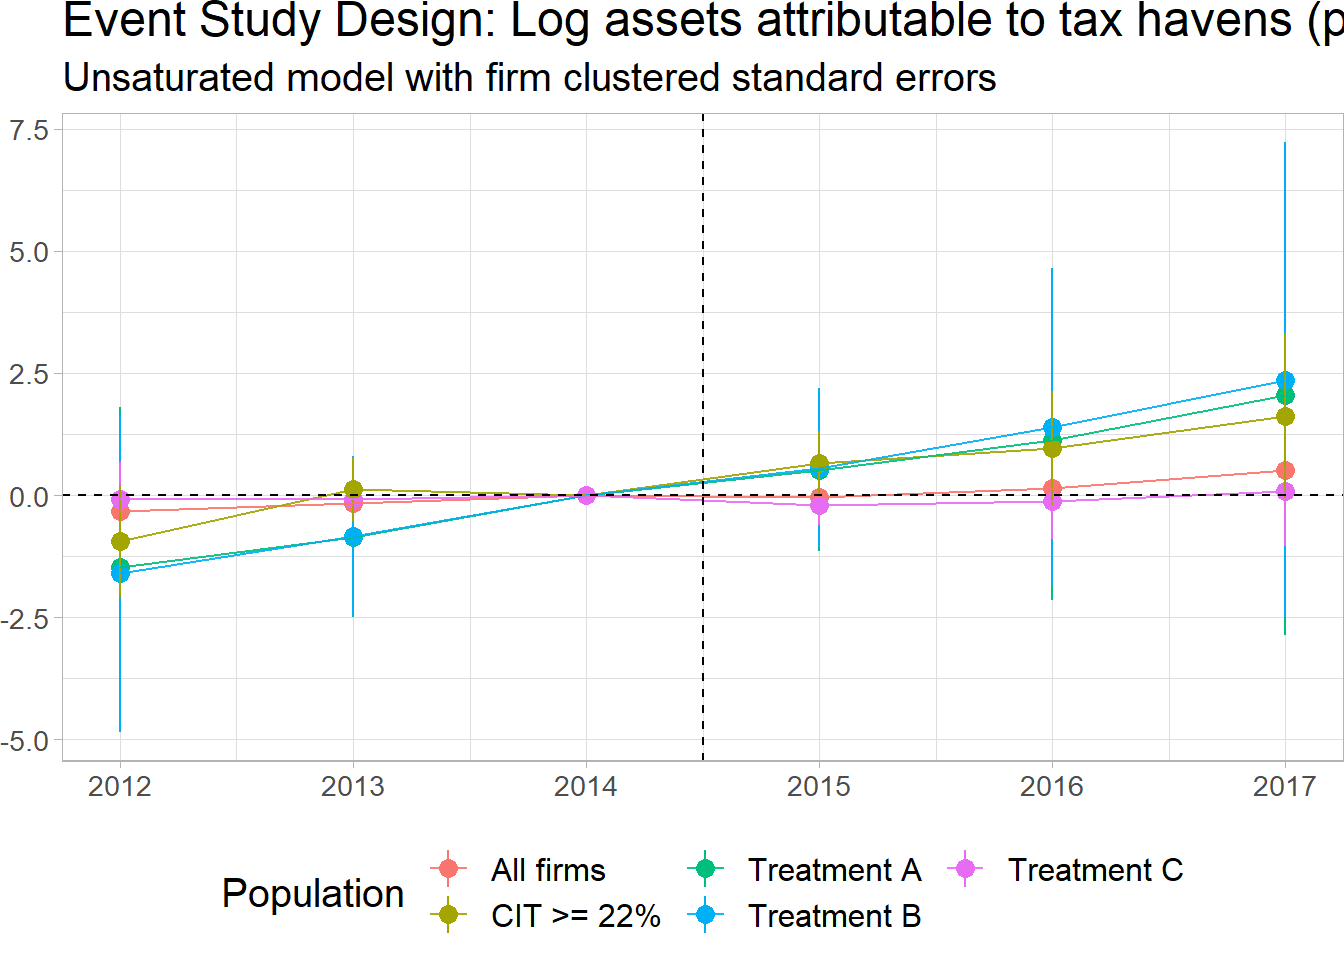 Event Study Design: Log assets attributable to tax havens (p
Unsaturated model with firm clustered standard errors
7.5
5.0
2.5
0.0
-2.5
-5.0
2012 2013 2014 2015 2016 2017
Population
All firms Treatment A Treatment C
CIT >= 22% Treatment B